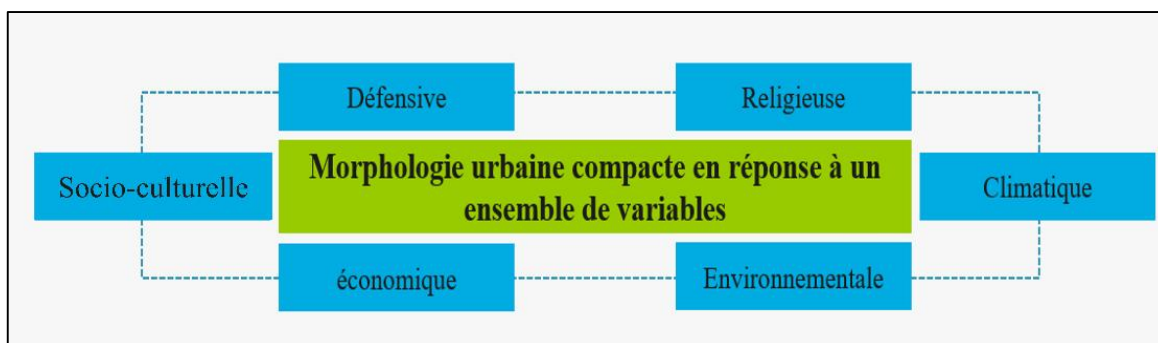 Défensive
Religieuse
Morphologie urbaine compacte en réponse à un
ensemble de variables
Socio-culturelle
Climatique
économique
Environnementale